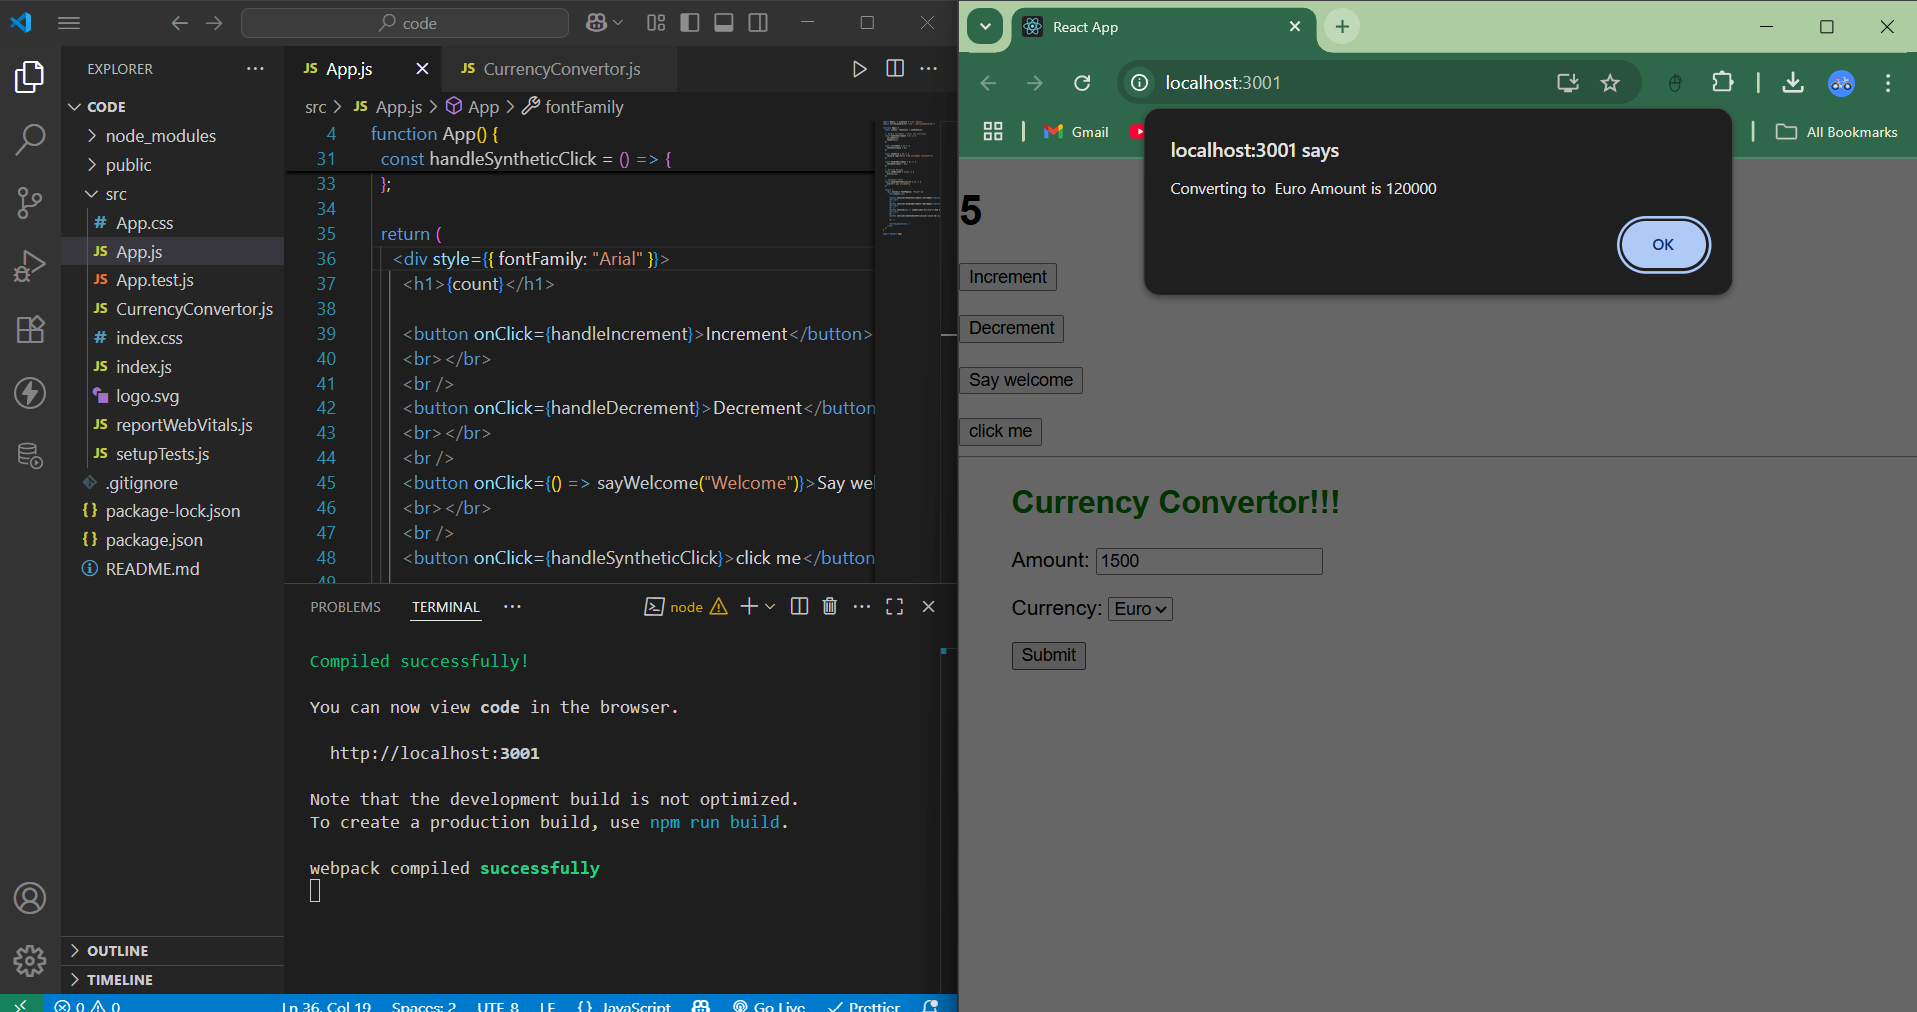 code
EXPLORER
CODE
node_modules
public
src
# App.css
JS App.js
JS App.test.js
JS CurrencyConvertor.js
# index.css
JS index.js
logo.svg
JS reportWebVitals.js
JS setupTests.js
.gitignore
{} package-lock.json
{} package.json
README.md
OUTLINE
TIMELINE
JS App.js
JS CurrencyConvertor.js
src > JS App.js > App > fontFamily
4 function App() {
31 const handleSyntheticClick = () => {
33 };
34
35 return (
36 <div style={{ fontFamily: "Arial" }}>
37 <h1>{count}</h1>
38
39 <button onClick={handleIncrement}>Increment</button>
40 <br></br>
41 <br />
42 <button onClick={handleDecrement}>Decrement</button
43 <br></br>
44 <br />
45 <button onClick={() => sayWelcome("Welcome")}>Say wel
46 <br></br>
47 <br />
48 <button onClick={handleSyntheticClick}>click me</button
49
PROBLEMS TERMINAL
node
Compiled successfully!
You can now view code in the browser.
http://localhost:3001
Note that the development build is not optimized.
To create a production build, use npm run build.
webpack compiled successfully
0 0 Ln 36, Col 19 Spaces: 2 UTF-8 LF {} JavaScript Go Live Prettier
React App
localhost:3001
Gmail
All Bookmarks
localhost:3001 says
Converting to Euro Amount is 120000
OK
5
Increment
Decrement
Say welcome
click me
Currency Convertor!!!
Amount: 1500
Currency: Euro
Submit